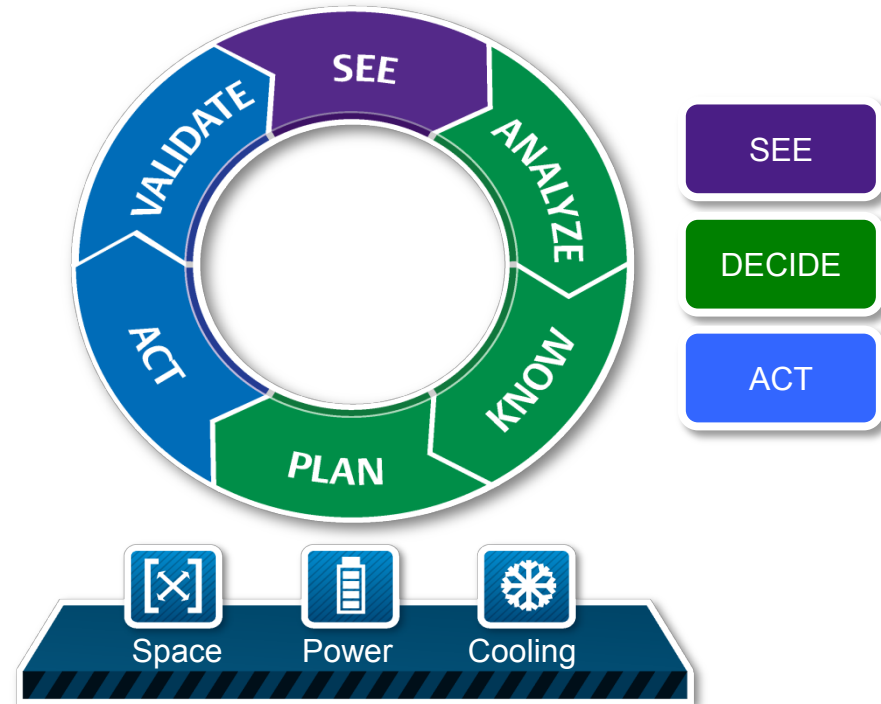 SEE
ANALYZE
KNOW
PLAN
ACT
VALIDATE
SEE
DECIDE
ACT
Space
Power
Cooling